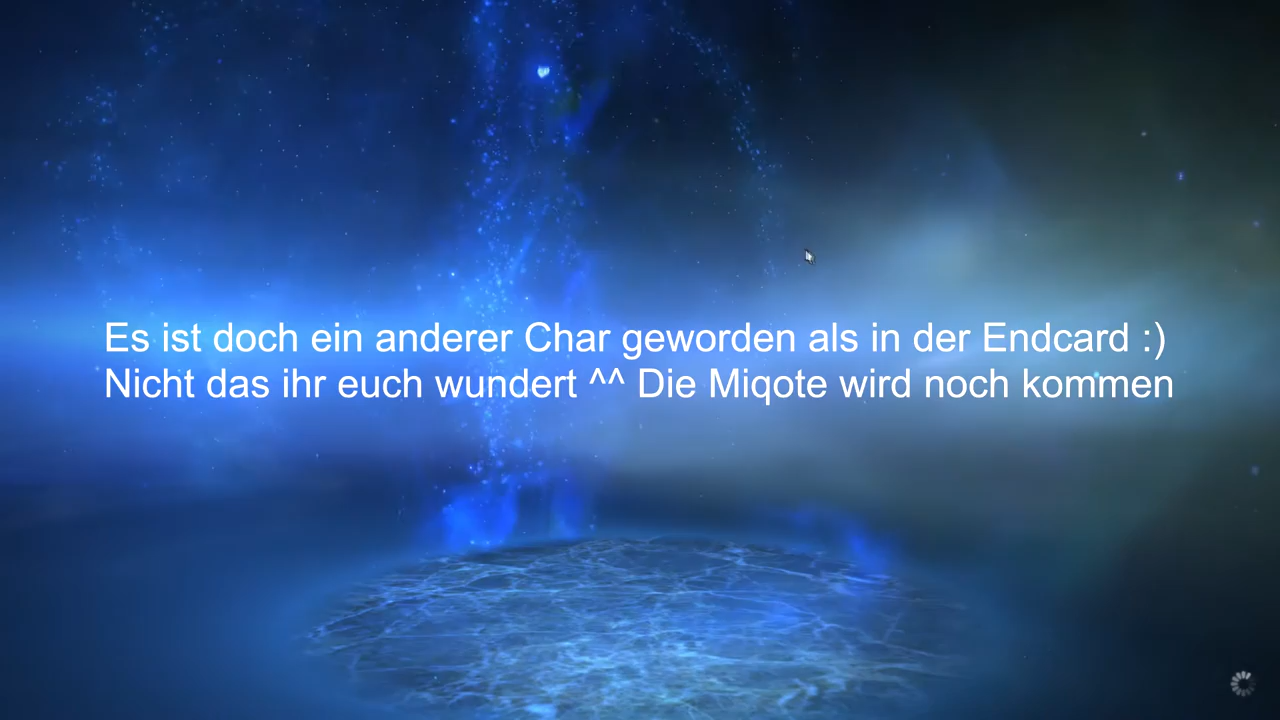 Es ist doch ein anderer Char geworden als in der Endcard :)
Nicht das ihr euch wundert ^^ Die Miqote wird noch kommen